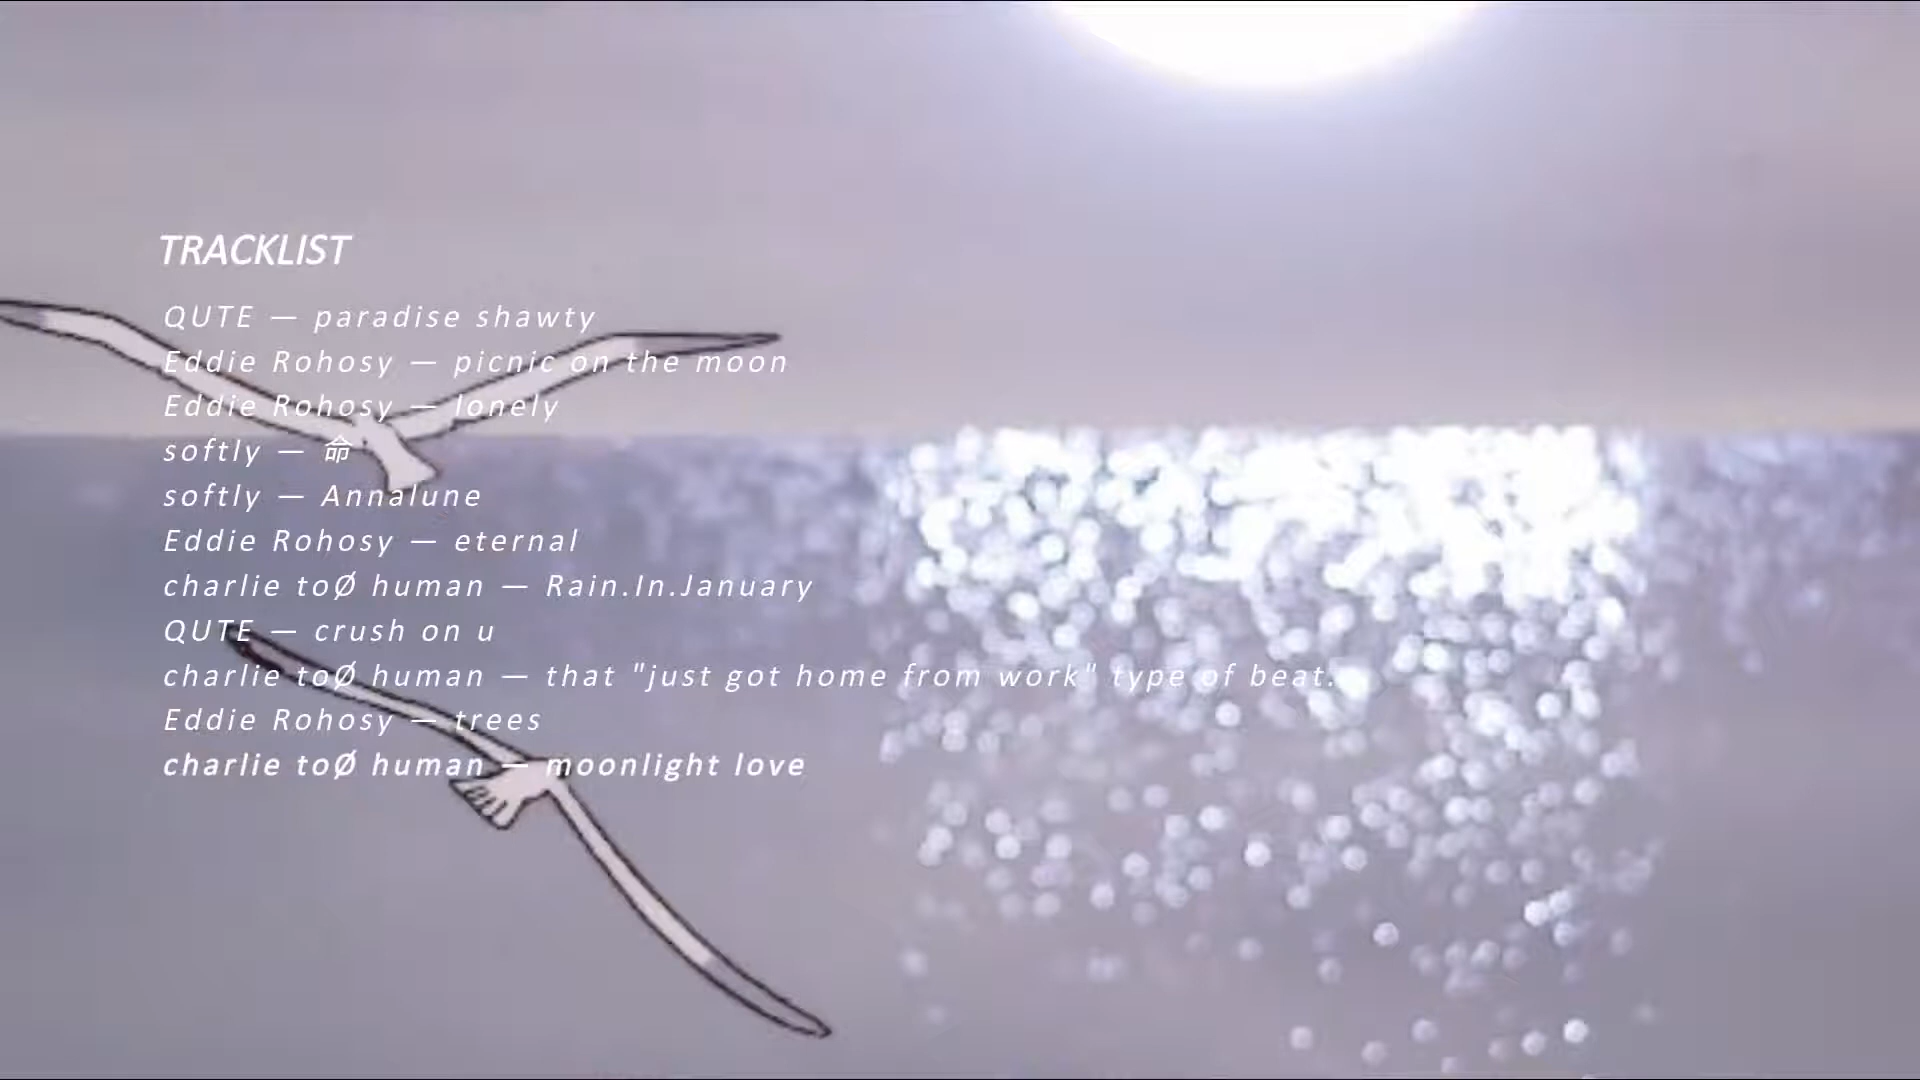 TRACKLIST
QUTE — paradise shawty
Eddie Rohosy — picnic on the moon
Eddie Rohosy — lonely
softly — 命
softly — Annalune
Eddie Rohosy — eternal
charlie toØ human — Rain.In.January
QUTE — crush on u
charlie toØ human — that "just got home from work" type of beat.
Eddie Rohosy — trees
charlie toØ human — moonlight love